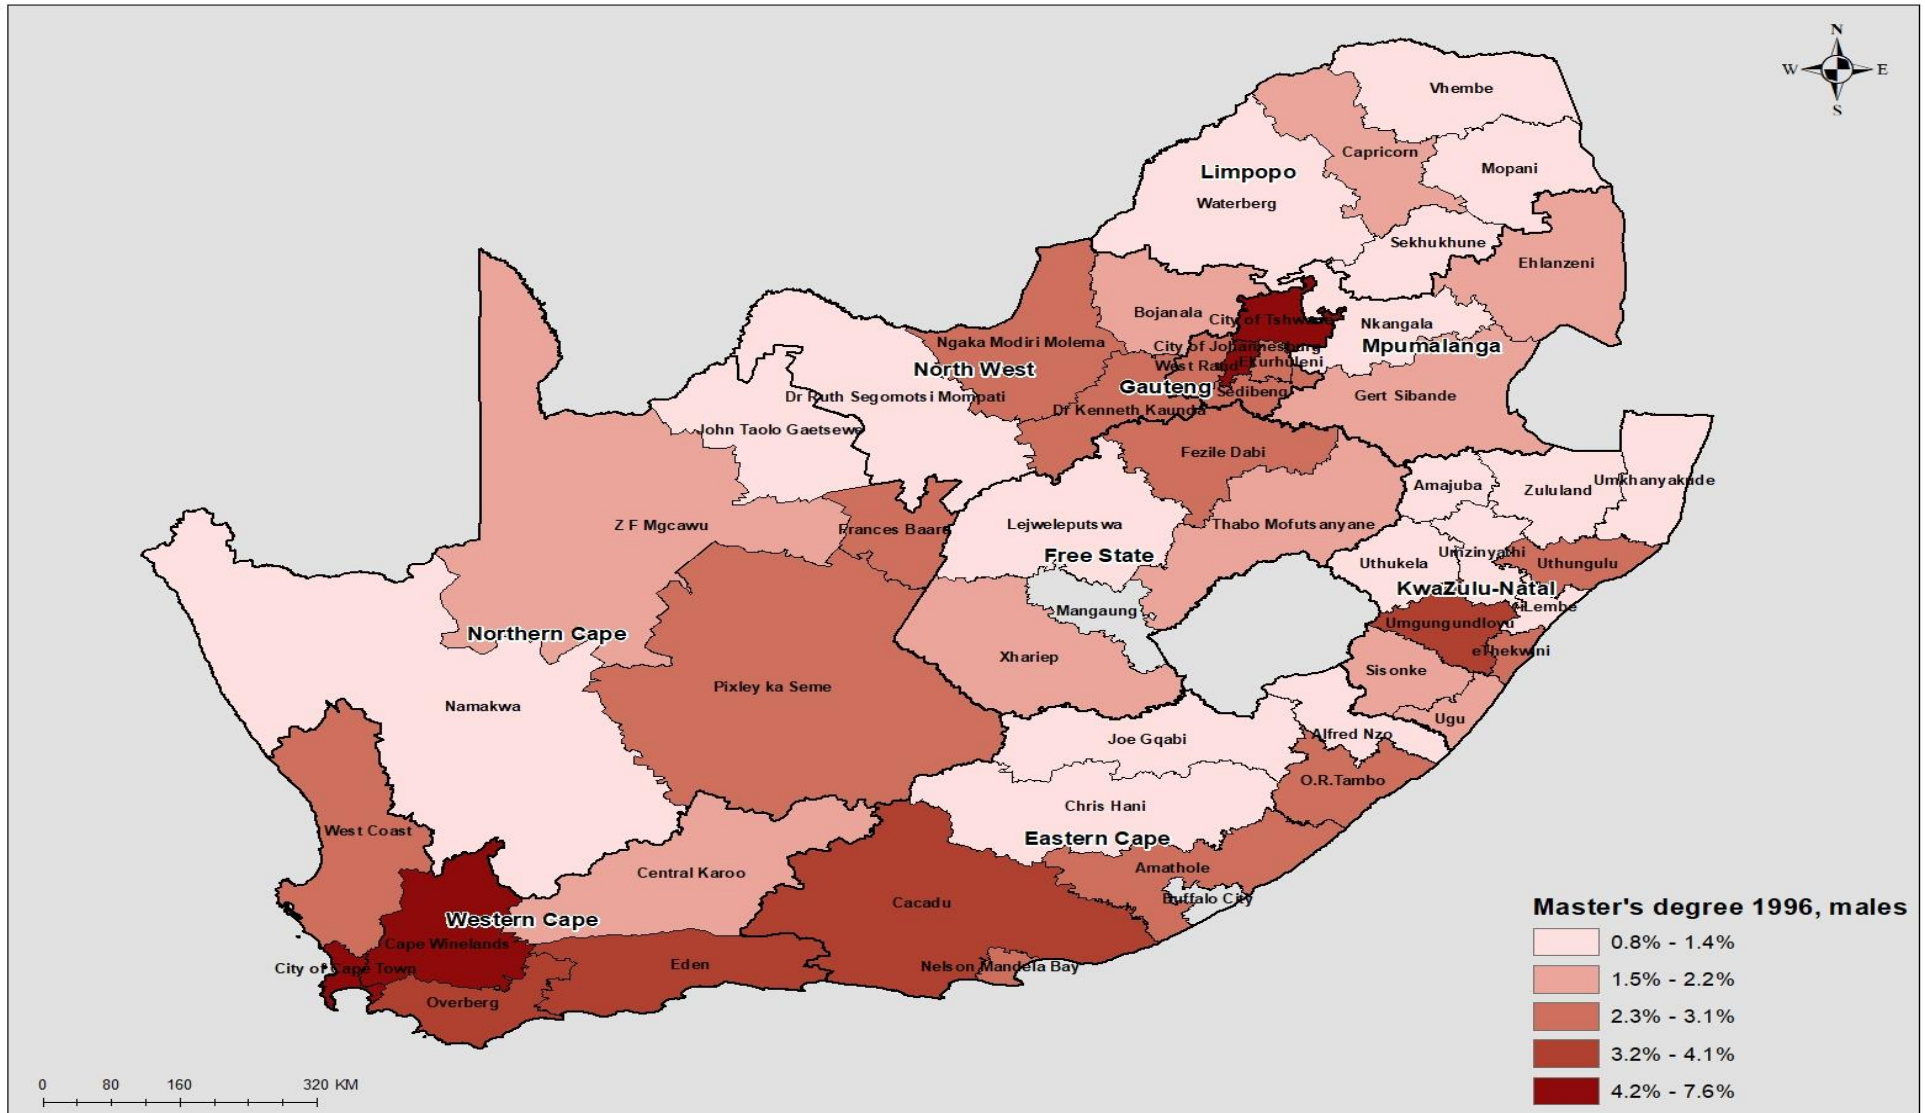 N
W E
S
Vhembe
Capricorn
Mopani
Limpopo
Waterberg
Sekhukhune
Ehlanzeni
Bojanala
City of Tshwane
Nkangala
Ngaka Modiri Molema
City of Johannesburg
Mpumalanga
West Rand
Ekurhuleni
North West
Gauteng
Sedibeng
Dr Ruth Segomotsi Mompati
Gert Sibande
Dr Kenneth Kaunda
John Taolo Gaetsewe
Fezile Dabi
Amajuba
Zululand
Umkhanyakude
Z F Mgcawu
Frances Baard
Lejweleputswa
Thabo Mofutsanyane
Free State
Umzinyathi
Uthukela
Uthungulu
KwaZulu-Natal
iLembe
Mangaung
Umgungundlovu
Northern Cape
eThekwini
Xhariep
Sisonke
Pixley ka Seme
Namakwa
Ugu
Alfred Nzo
Joe Gqabi
O.R.Tambo
Chris Hani
West Coast
Eastern Cape
Central Karoo
Amathole
Buffalo City
Cacadu
Western Cape
Cape Winelands
City of Cape Town
Eden
Nelson Mandela Bay
Overberg
Master's degree 1996, males
0.8% - 1.4%
1.5% - 2.2%
2.3% - 3.1%
3.2% - 4.1%
4.2% - 7.6%
0 80 160 320 KM